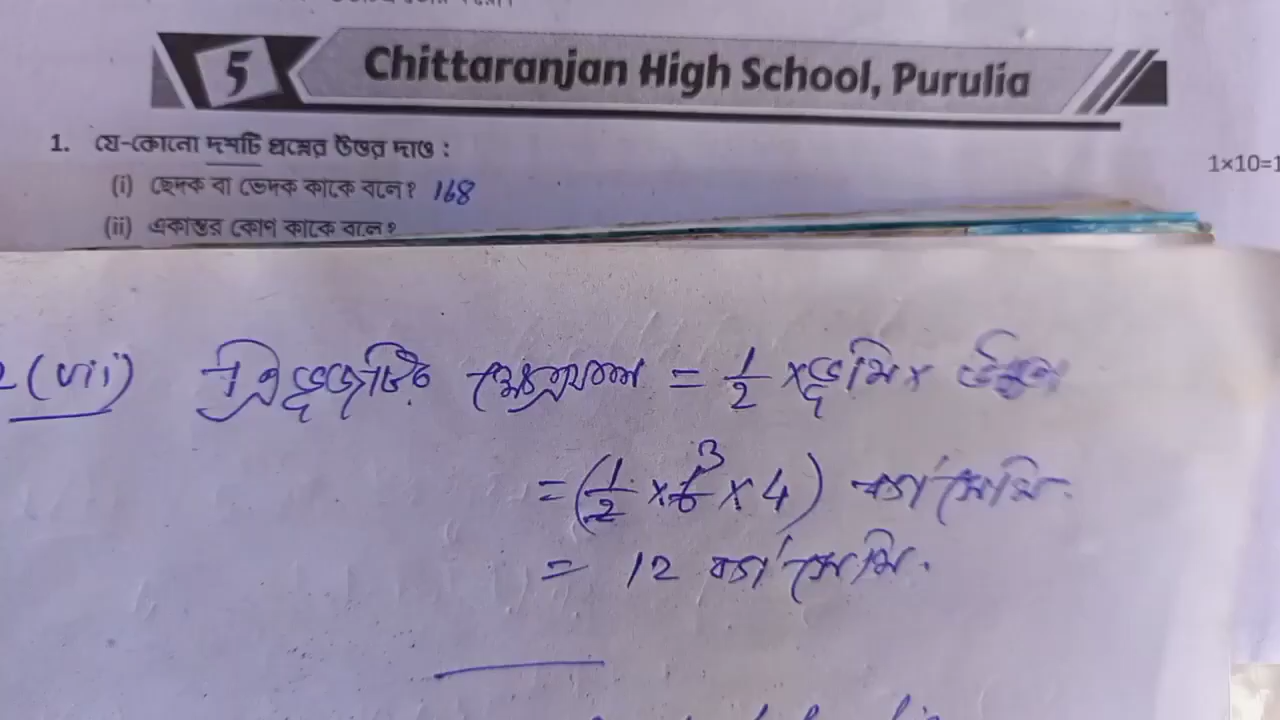 5 Chittaranjan High School, Purulia
1. যে-কোনো দশটি প্রশ্নের উত্তর দাও : 1×10=1
(i) ছেদক বা ভেদক কাকে বলে? 168
(ii) একান্তর কোণ কাকে বলে?
2(vii) ত্রিভুজটির ক্ষেত্রফল = 1/2 × ভূমি × উচ্চতা
= (1/2 × 6 3 × 4) বর্গ সেমি.
= 12 বর্গ সেমি.